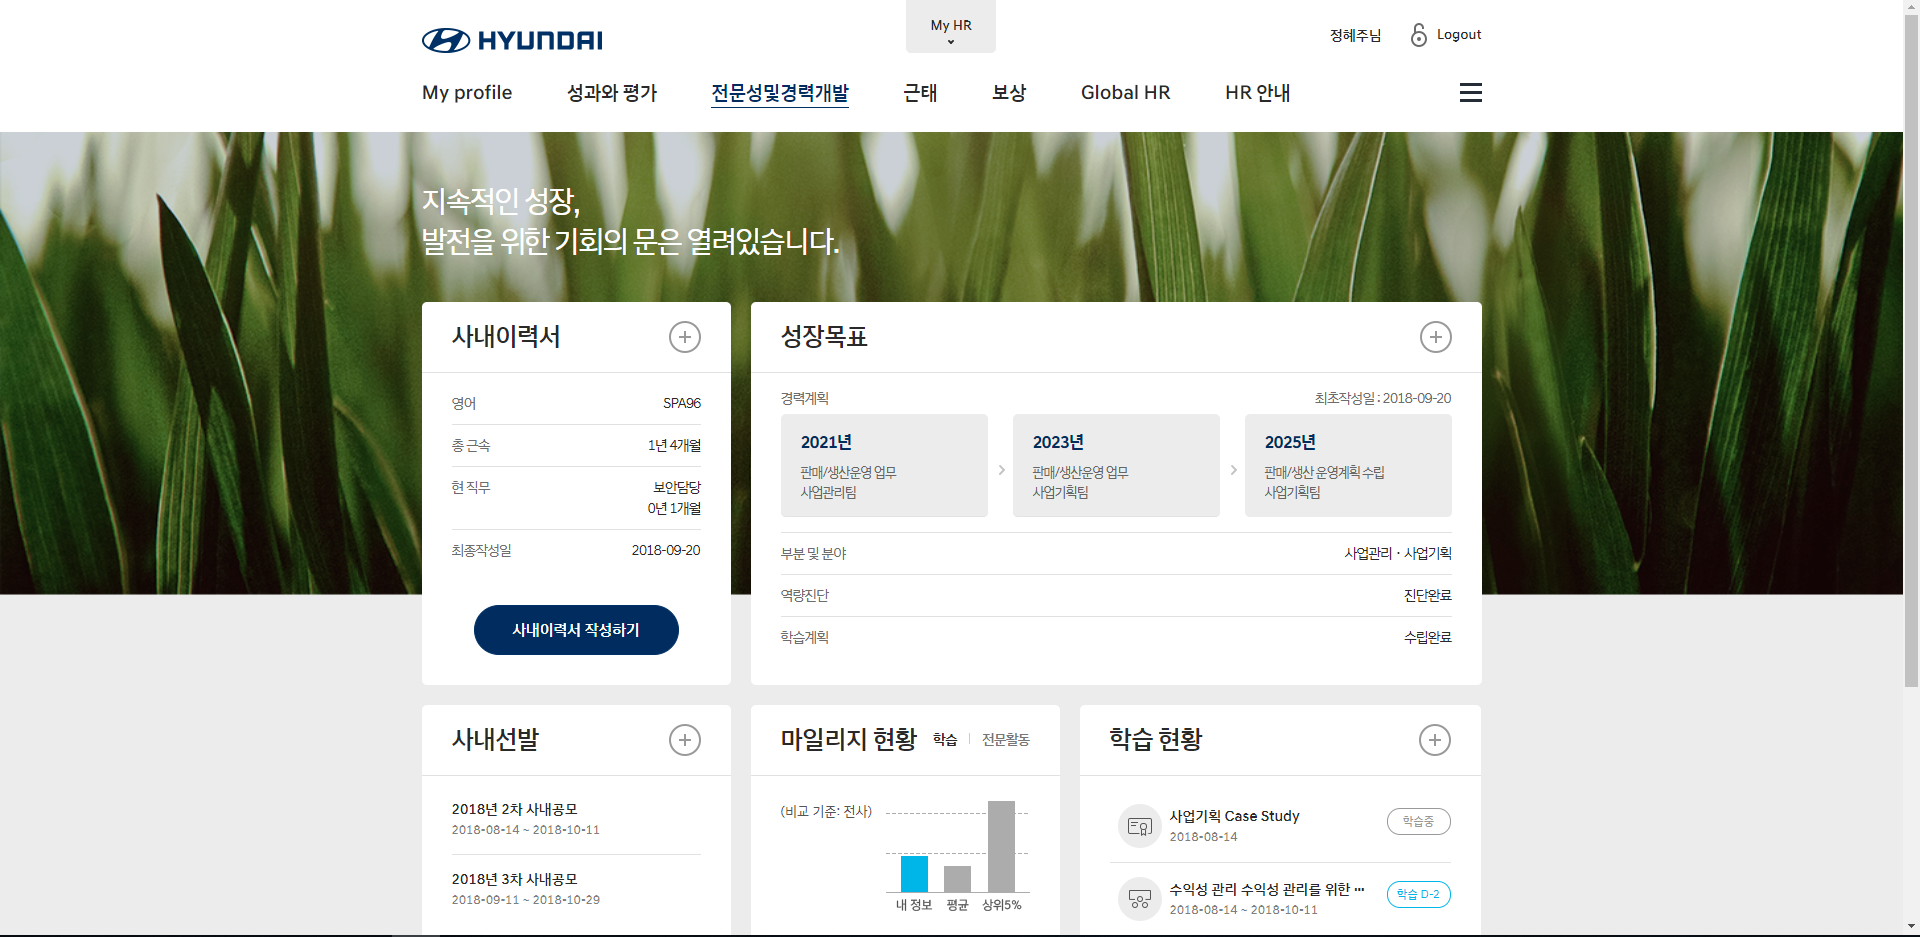 HYUNDAI
My HR
정혜주님
Logout
My profile
성과와 평가
전문성및경력개발
근태
보상
Global HR
HR 안내
지속적인 성장,
발전을 위한 기회의 문은 열려있습니다.
사내이력서
영어
SPA96
총 근속
1년 4개월
현 직무
보안담당
0년 1개월
최종작성일
2018-09-20
사내이력서 작성하기
성장목표
경력계획
최초작성일 : 2018-09-20
2021년
판매/생산운영 업무
사업관리팀
2023년
판매/생산운영 업무
사업기획팀
2025년
판매/생산 운영계획 수립
사업기획팀
부분 및 분야
사업관리 · 사업기획
역량진단
진단완료
학습계획
수립완료
사내선발
2018년 2차 사내공모
2018-08-14 ~ 2018-10-11
2018년 3차 사내공모
2018-09-11 ~ 2018-10-29
마일리지 현황
학습
전문활동
(비교 기준: 전사)
내 정보
평균
상위5%
학습 현황
사업기획 Case Study
2018-08-14
학습중
수익성 관리 수익성 관리를 위한 ···
2018-08-14 ~ 2018-10-11
학습 D-2